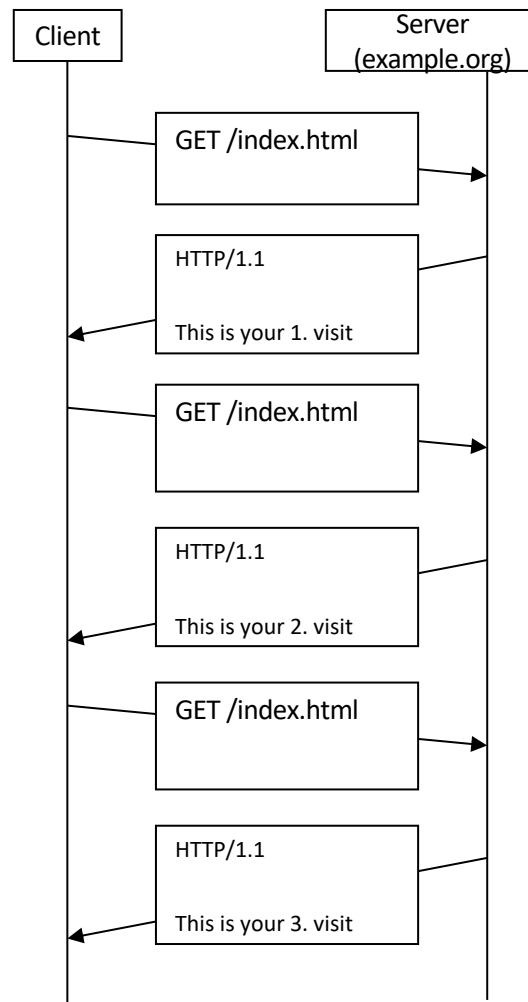 Client
Server
(example.org)
GET /index.html
HTTP/1.1
This is your 1. visit
GET /index.html
HTTP/1.1
This is your 2. visit
GET /index.html
HTTP/1.1
This is your 3. visit